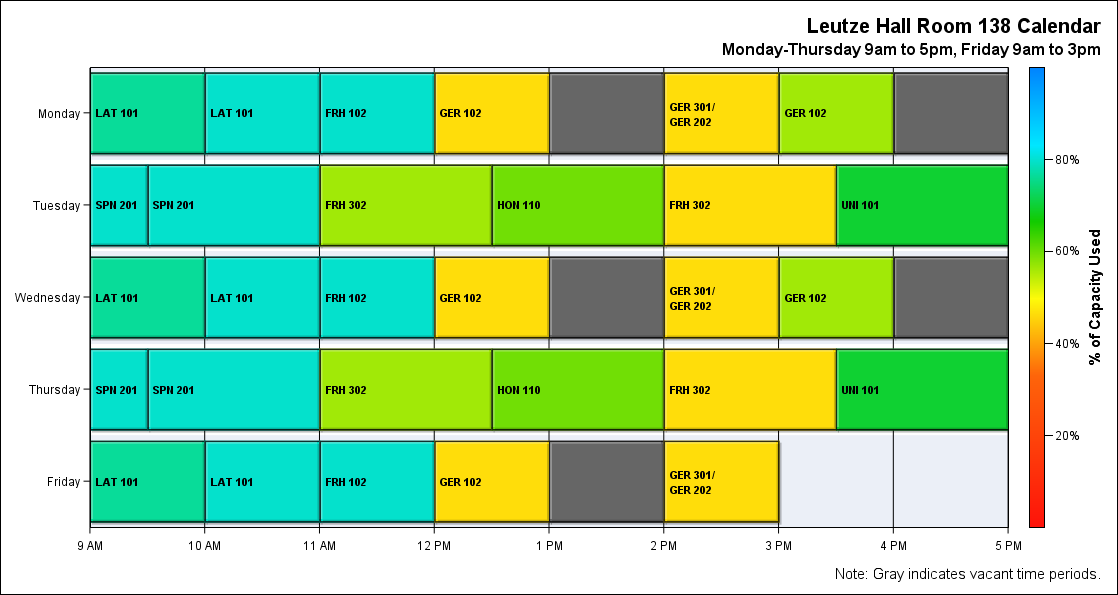 Leutze Hall Room 138 Calendar
Monday-Thursday 9am to 5pm, Friday 9am to 3pm
Monday
LAT 101
LAT 101
FRH 102
GER 102
GER 301/
GER 202
GER 102
Tuesday
SPN 201
SPN 201
FRH 302
HON 110
FRH 302
UNI 101
Wednesday
LAT 101
LAT 101
FRH 102
GER 102
GER 301/
GER 202
GER 102
Thursday
SPN 201
SPN 201
FRH 302
HON 110
FRH 302
UNI 101
Friday
LAT 101
LAT 101
FRH 102
GER 102
GER 301/
GER 202
9 AM
10 AM
11 AM
12 PM
1 PM
2 PM
3 PM
4 PM
5 PM
80%
60%
40%
20%
% of Capacity Used
Note: Gray indicates vacant time periods.